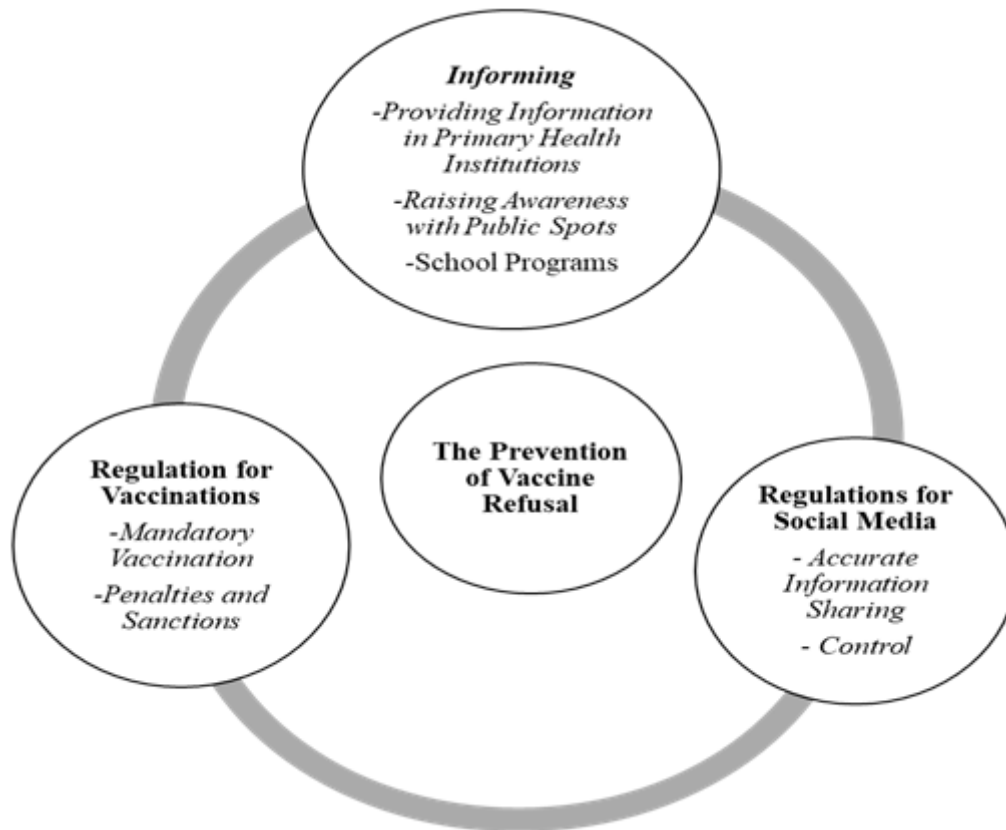 Informing
-Providing Information
in Primary Health
Institutions
-Raising Awareness
with Public Spots
-School Programs
The Prevention
of Vaccine
Refusal
Regulation for
Vaccinations
-Mandatory
Vaccination
-Penalties and
Sanctions
Regulations for
Social Media
- Accurate
Information
Sharing
- Control